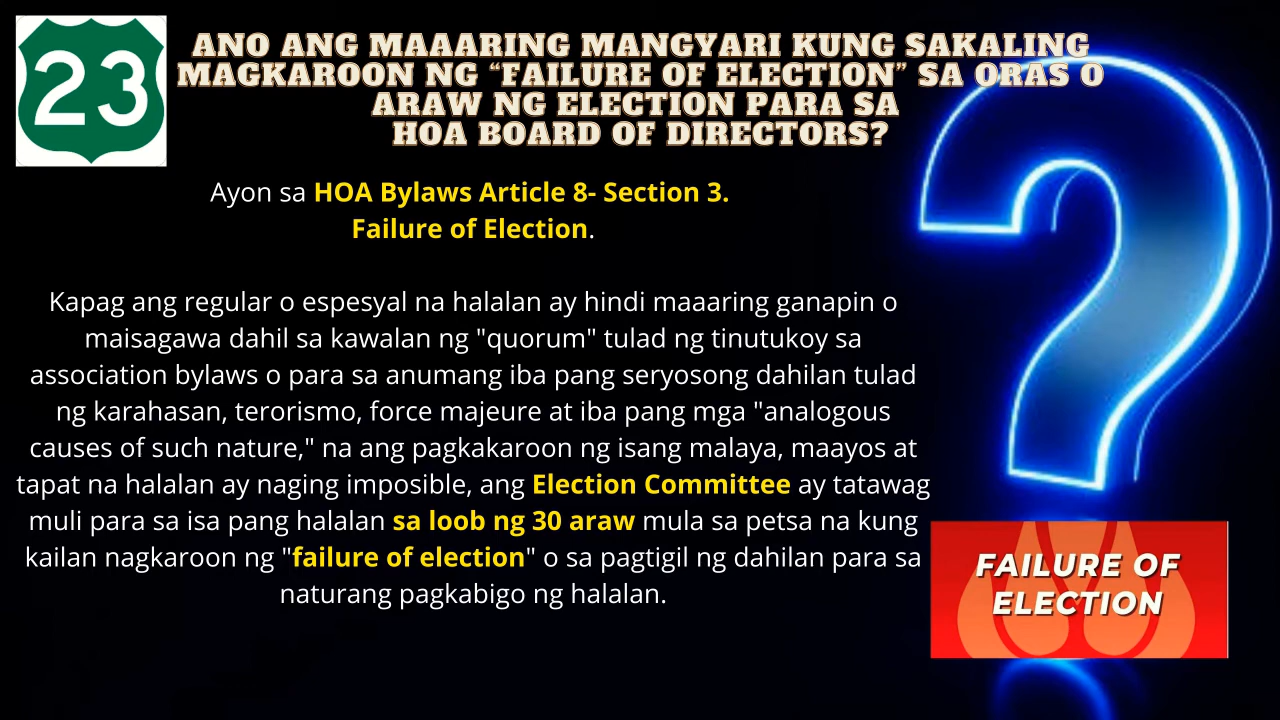 23
ANO ANG MAAARING MANGYARI KUNG SAKALING
MAGKAROON NG “FAILURE OF ELECTION” SA ORAS O
ARAW NG ELECTION PARA SA
HOA BOARD OF DIRECTORS?
Ayon sa HOA Bylaws Article 8- Section 3.
Failure of Election.
Kapag ang regular o espesyal na halalan ay hindi maaaring ganapin o
maisagawa dahil sa kawalan ng "quorum" tulad ng tinutukoy sa
association bylaws o para sa anumang iba pang seryosong dahilan tulad
ng karahasan, terorismo, force majeure at iba pang mga "analogous
causes of such nature," na ang pagkakaroon ng isang malaya, maayos at
tapat na halalan ay naging imposible, ang Election Committee ay tatawag
muli para sa isa pang halalan sa loob ng 30 araw mula sa petsa na kung
kailan nagkaroon ng "failure of election" o sa pagtigil ng dahilan para sa
naturang pagkabigo ng halalan.
FAILURE OF
ELECTION